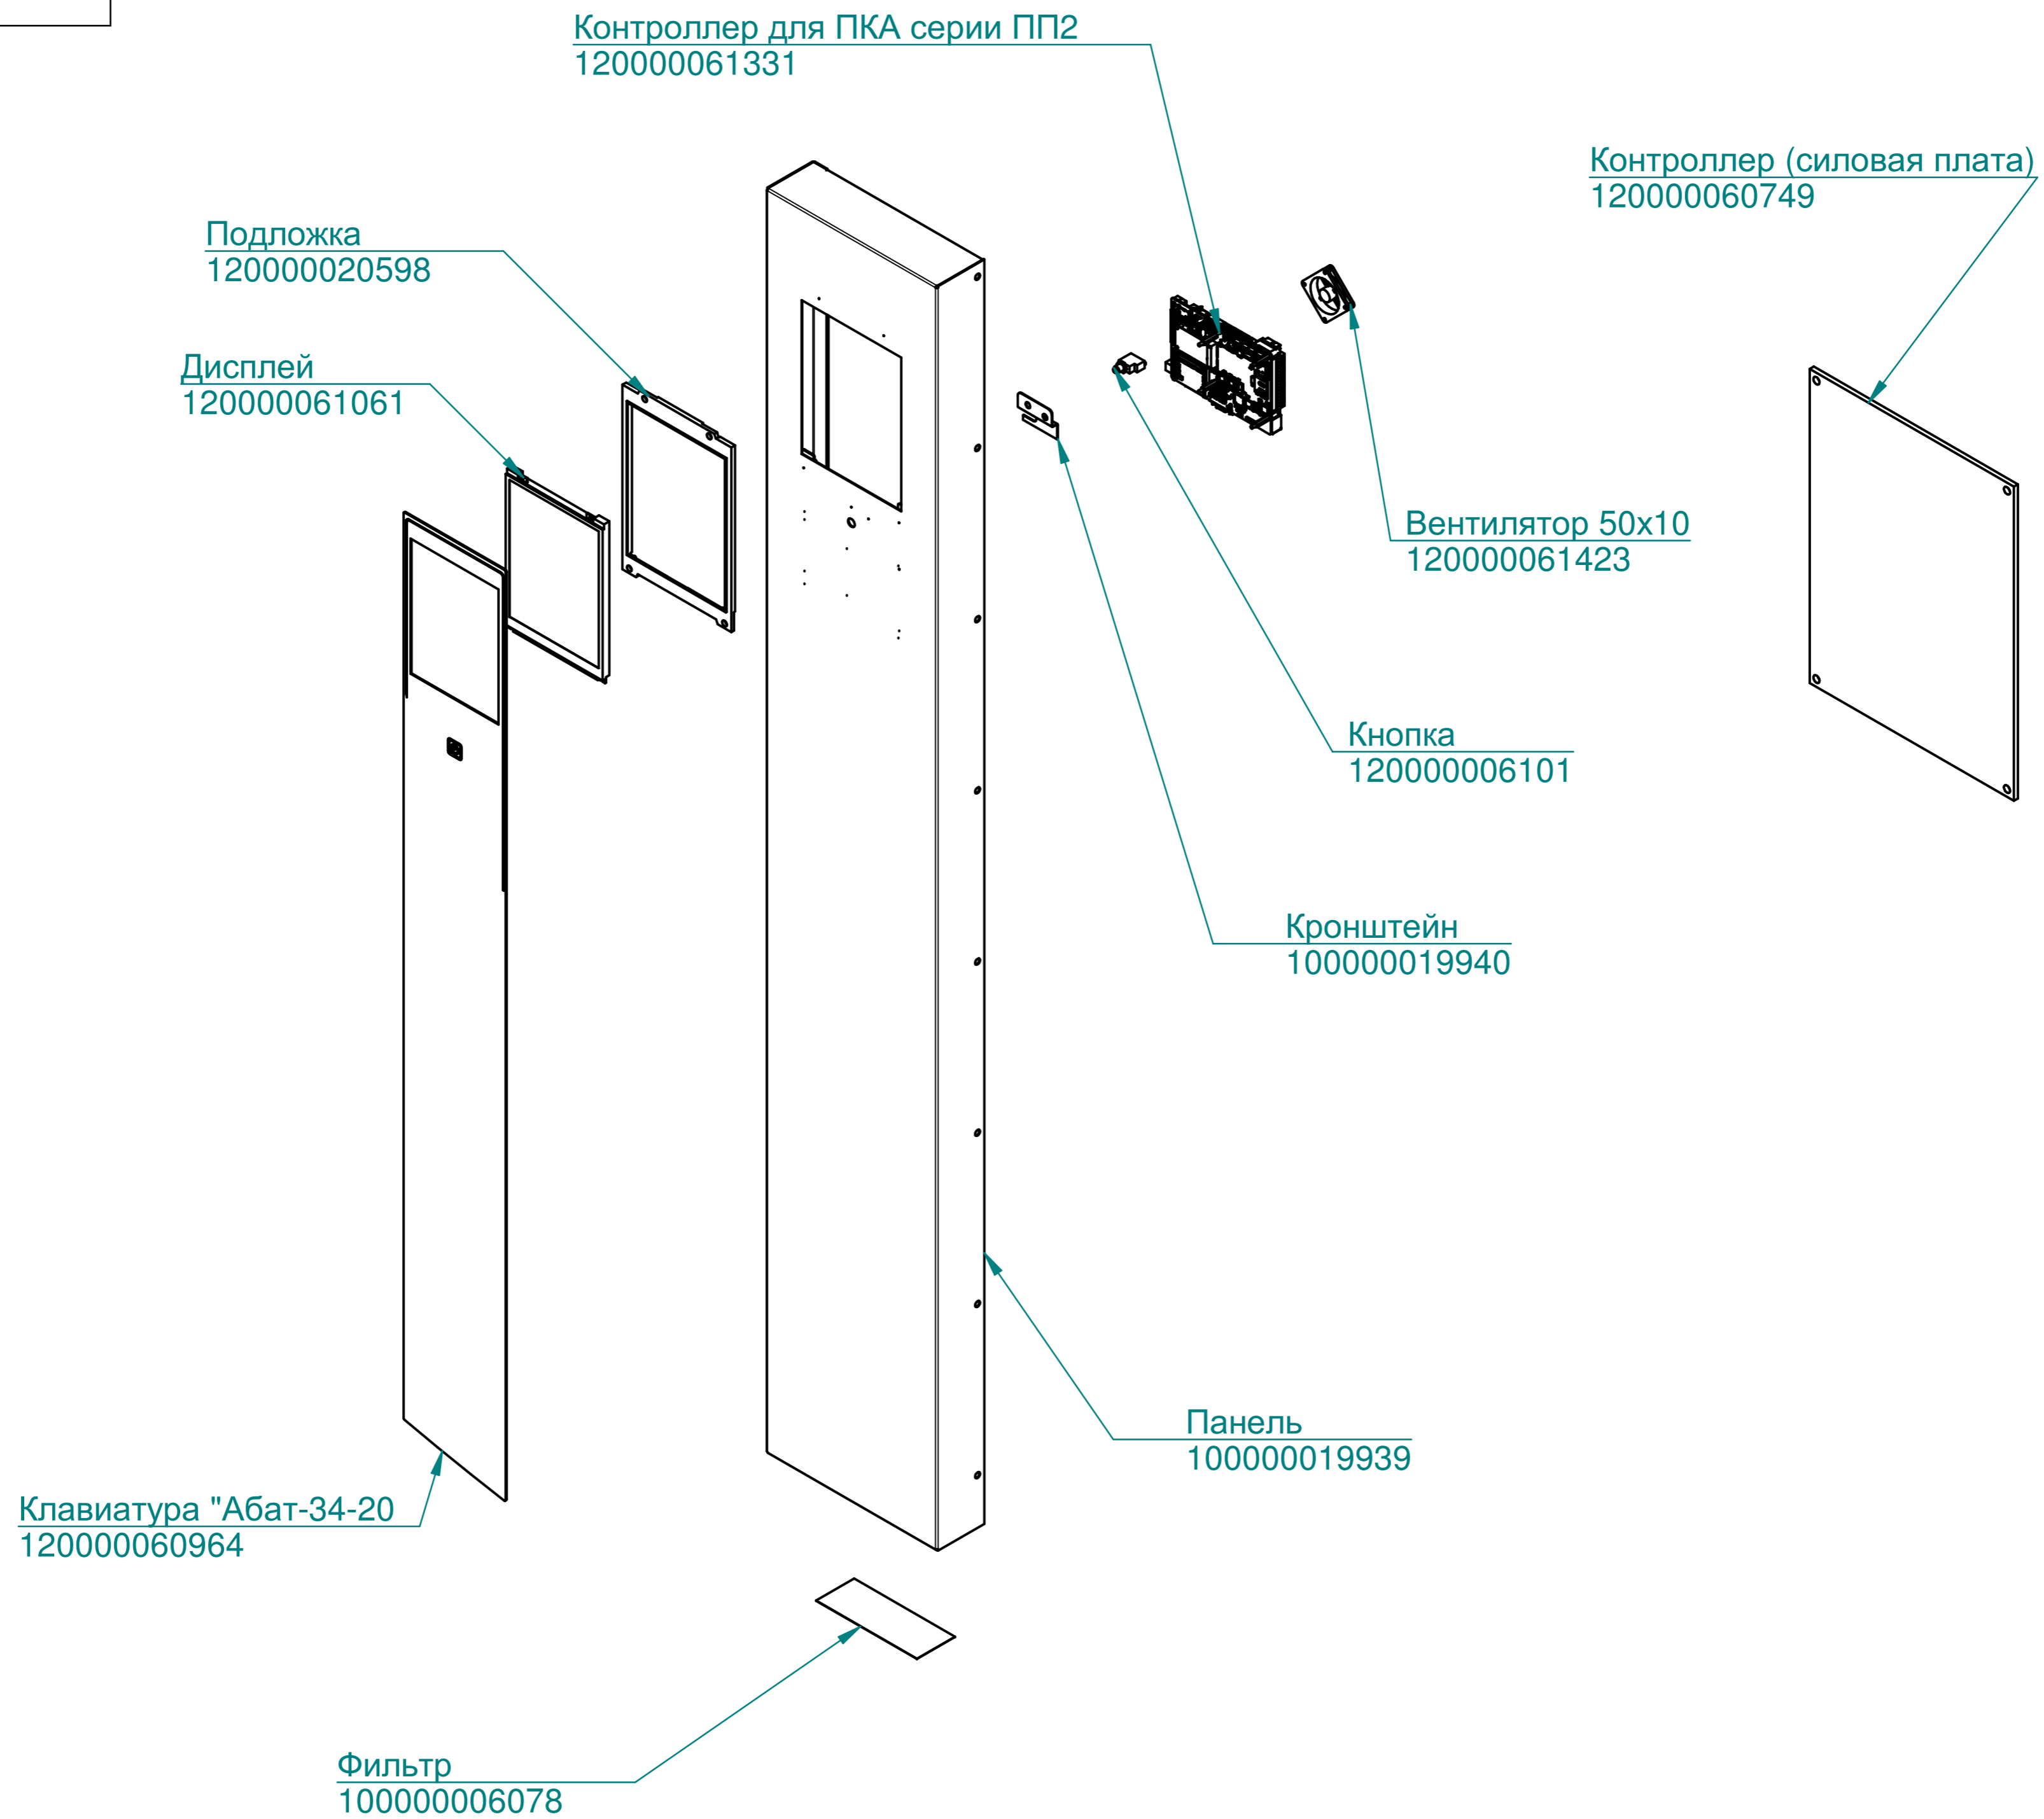 Контроллер для ПКА серии ПП2
120000061331
Контроллер (силовая плата)
120000060749
Подложка
120000020598
Дисплей
120000061061
Вентилятор 50x10
120000061423
Кнопка
120000006101
Кронштейн
100000019940
Панель
100000019939
Клавиатура "Абат-34-20
120000060964
Фильтр
100000006078